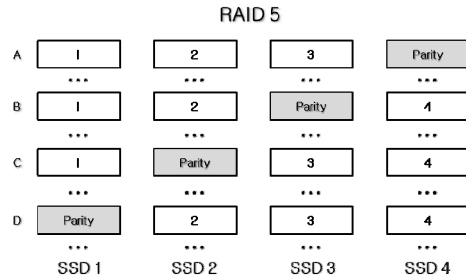 RAID 5
A 1 2 3 Parity
... ... ... ...
B 1 2 Parity 4
... ... ... ...
C 1 Parity 3 4
... ... ... ...
D Parity 2 3 4
... ... ... ...
SSD 1 SSD 2 SSD 3 SSD 4